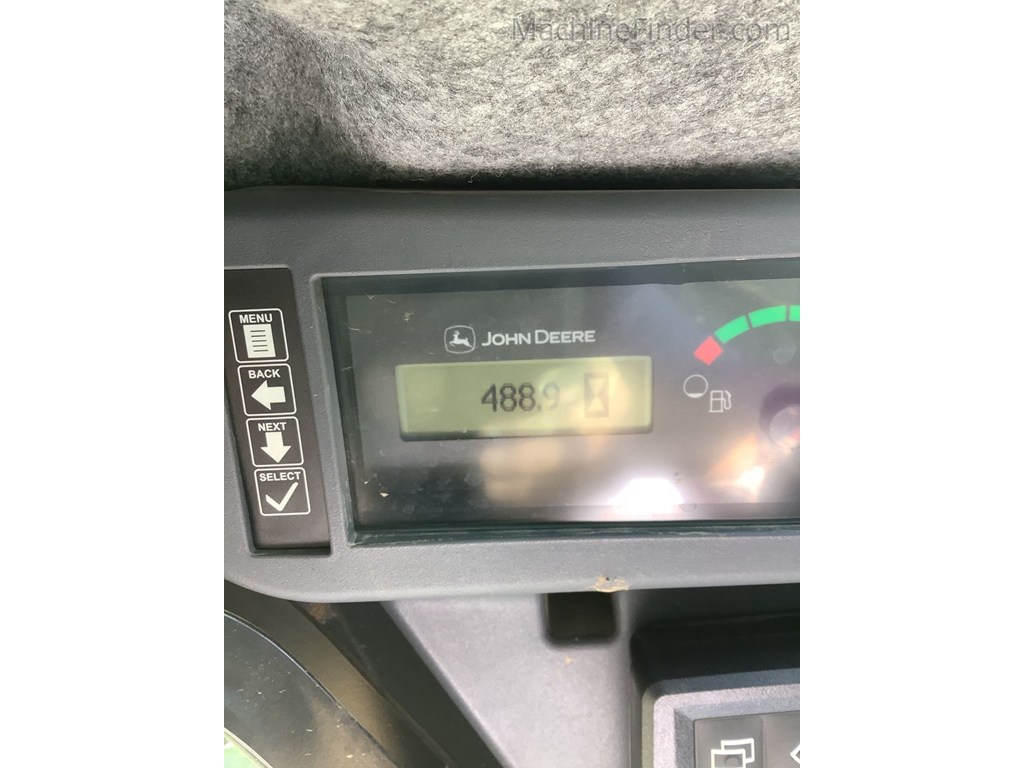 MachineFinder.com
MENU
BACK
NEXT
SELECT
JOHN DEERE
488.9